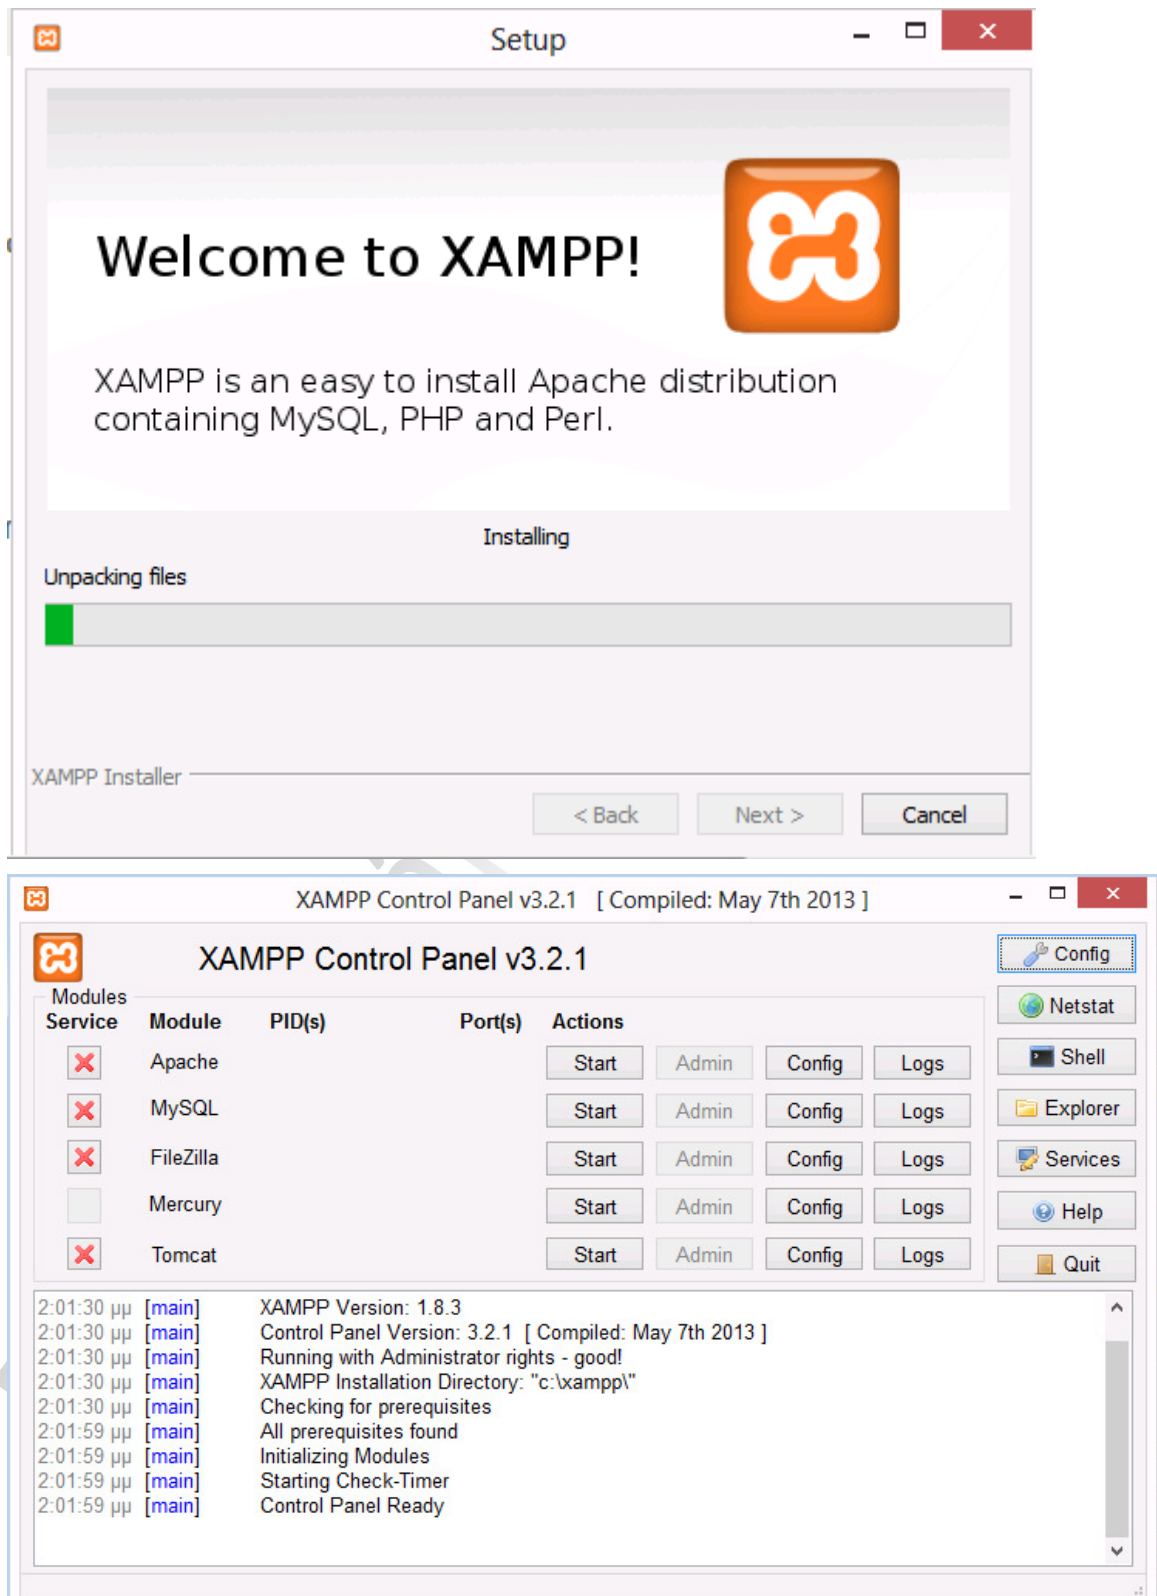 Setup
Welcome to XAMPP!
XAMPP is an easy to install Apache distribution
containing MySQL, PHP and Perl.
Installing
Unpacking files
XAMPP Installer
< Back Next > Cancel
XAMPP Control Panel v3.2.1 [ Compiled: May 7th 2013 ]
XAMPP Control Panel v3.2.1 Config
Modules Netstat
Service Module PID(s) Port(s) Actions
Apache Start Admin Config Logs Shell
MySQL Start Admin Config Logs Explorer
FileZilla Start Admin Config Logs Services
Mercury Start Admin Config Logs Help
Tomcat Start Admin Config Logs Quit
2:01:30 μμ [main] XAMPP Version: 1.8.3
2:01:30 μμ [main] Control Panel Version: 3.2.1 [ Compiled: May 7th 2013 ]
2:01:30 μμ [main] Running with Administrator rights - good!
2:01:30 μμ [main] XAMPP Installation Directory: "c:\xampp\"
2:01:30 μμ [main] Checking for prerequisites
2:01:59 μμ [main] All prerequisites found
2:01:59 μμ [main] Initializing Modules
2:01:59 μμ [main] Starting Check-Timer
2:01:59 μμ [main] Control Panel Ready